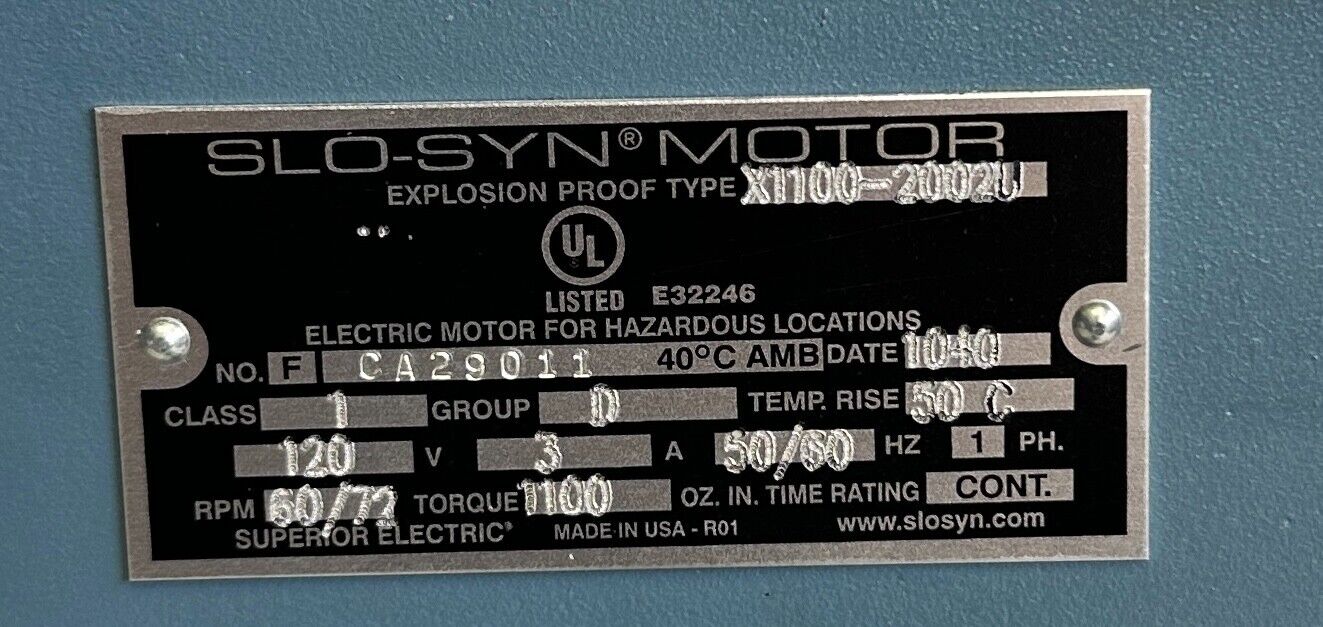 SLO-SYN® MOTOR
EXPLOSION PROOF TYPE X1100-2002U
UL
LISTED E32246
ELECTRIC MOTOR FOR HAZARDOUS LOCATIONS
NO. F CA29011 40°C AMB DATE
CLASS 1 GROUP D TEMP. RISE 50 C
120 V 3 A 50/60 HZ 1 PH.
RPM 60/72 TORQUE 1100 OZ. IN. TIME RATING CONT.
SUPERIOR ELECTRIC® MADE IN USA - R01 www.slosyn.com